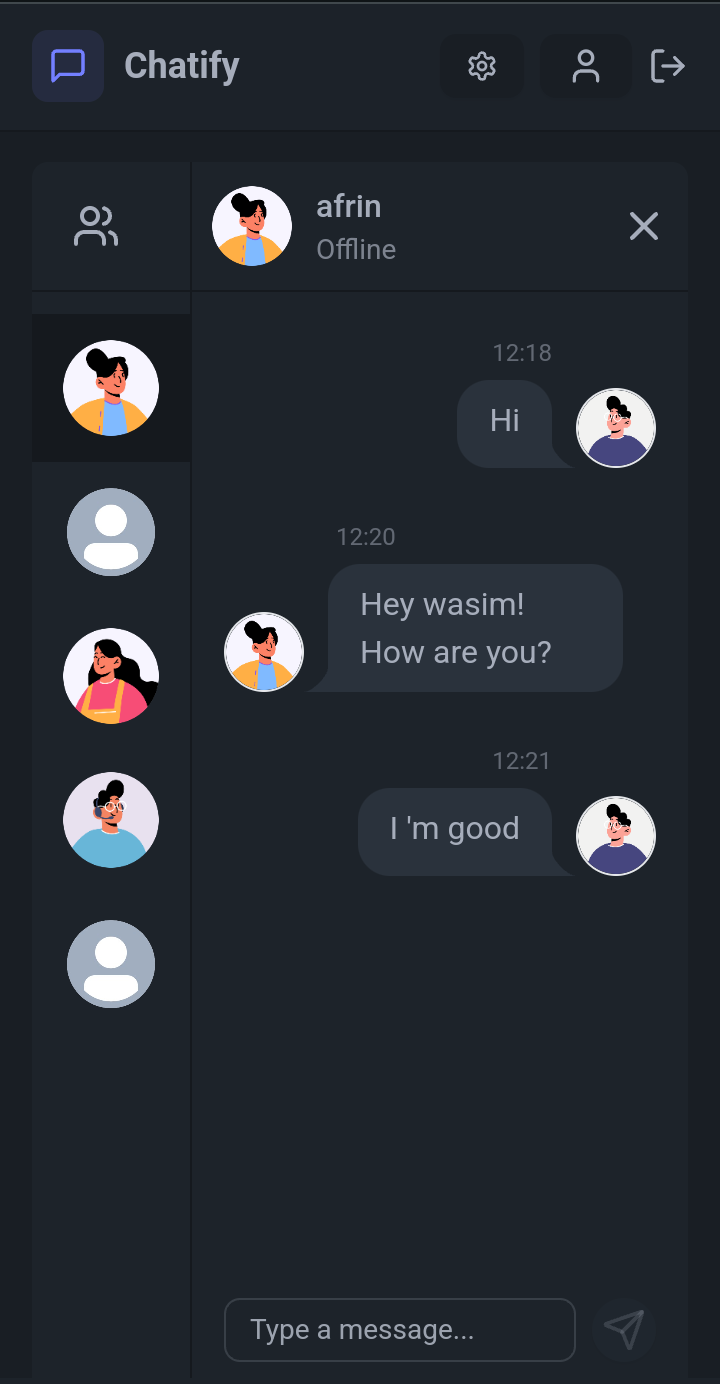 Chatify
afrin
Offline
12:18
Hi
12:20
Hey wasim!
How are you?
12:21
I 'm good
Type a message...